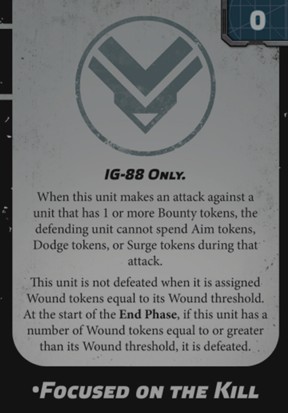 0
IG-88 Only.
When this unit makes an attack against a
unit that has 1 or more Bounty tokens, the
defending unit cannot spend Aim tokens,
Dodge tokens, or Surge tokens during that
attack.
This unit is not defeated when it is assigned
Wound tokens equal to its Wound threshold.
At the start of the End Phase, if this unit has a
number of Wound tokens equal to or greater
than its Wound threshold, it is defeated.
•Focused on the Kill